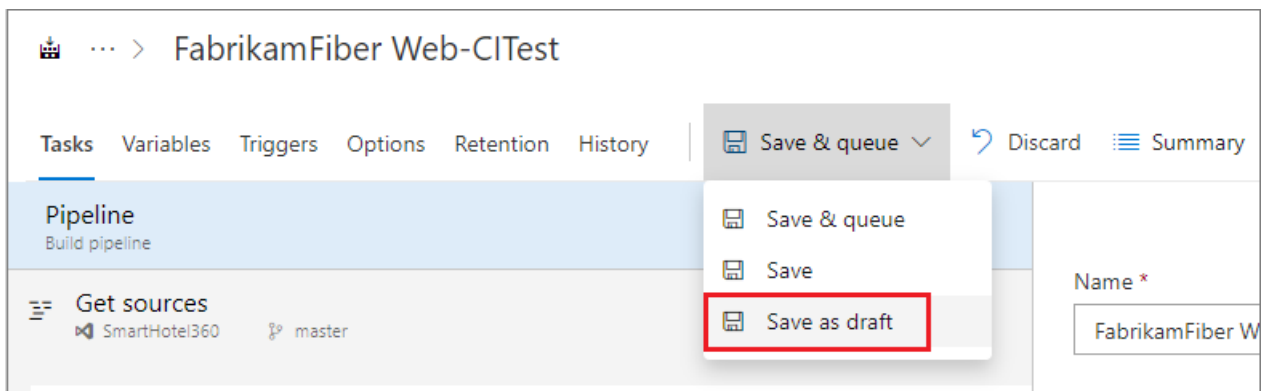 ··· > FabrikamFiber Web-CITest
Tasks Variables Triggers Options Retention History Save & queue Discard Summary
Pipeline
Build pipeline
Save & queue
Save
Save as draft
Get sources
SmartHotel360 master
Name *
FabrikamFiber W